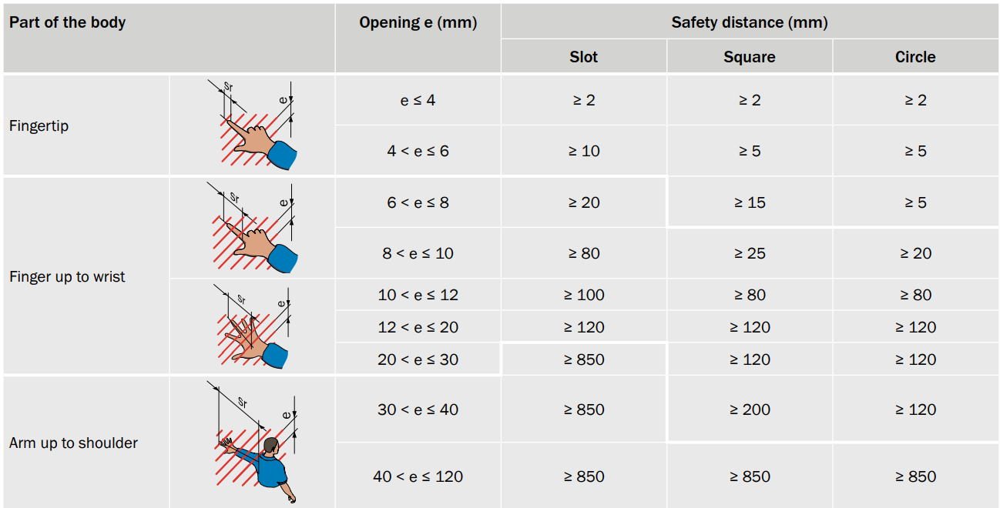 Part of the body Opening e (mm) Safety distance (mm)
Slot Square Circle
Fingertip
sr e
e ≤ 4 ≥ 2 ≥ 2 ≥ 2
4 < e ≤ 6 ≥ 10 ≥ 5 ≥ 5
Finger up to wrist
sr e
6 < e ≤ 8 ≥ 20 ≥ 15 ≥ 5
8 < e ≤ 10 ≥ 80 ≥ 25 ≥ 20
sr e
10 < e ≤ 12 ≥ 100 ≥ 80 ≥ 80
12 < e ≤ 20 ≥ 120 ≥ 120 ≥ 120
20 < e ≤ 30 ≥ 850 ≥ 120 ≥ 120
Arm up to shoulder
sr e
30 < e ≤ 40 ≥ 850 ≥ 200 ≥ 120
40 < e ≤ 120 ≥ 850 ≥ 850 ≥ 850